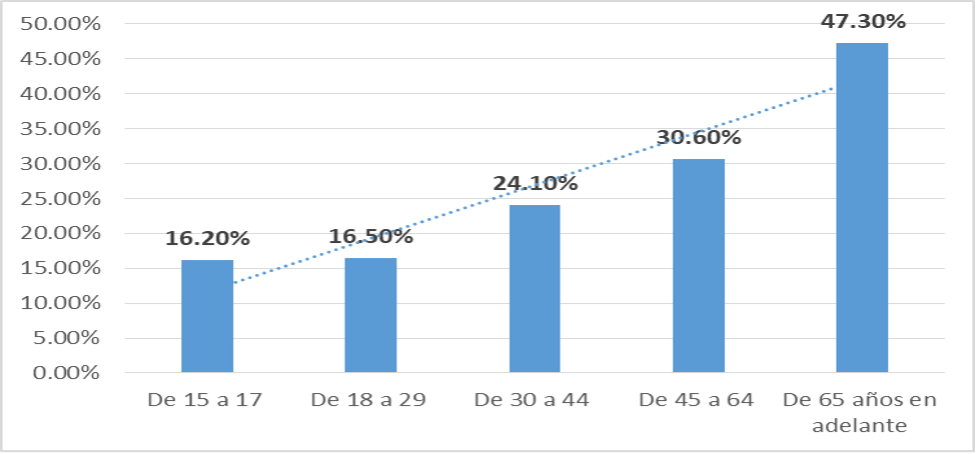 50.00%
45.00%
40.00%
35.00%
30.00%
25.00%
20.00%
15.00%
10.00%
5.00%
0.00%
16.20%
16.50%
24.10%
30.60%
47.30%
De 15 a 17
De 18 a 29
De 30 a 44
De 45 a 64
De 65 años en
adelante